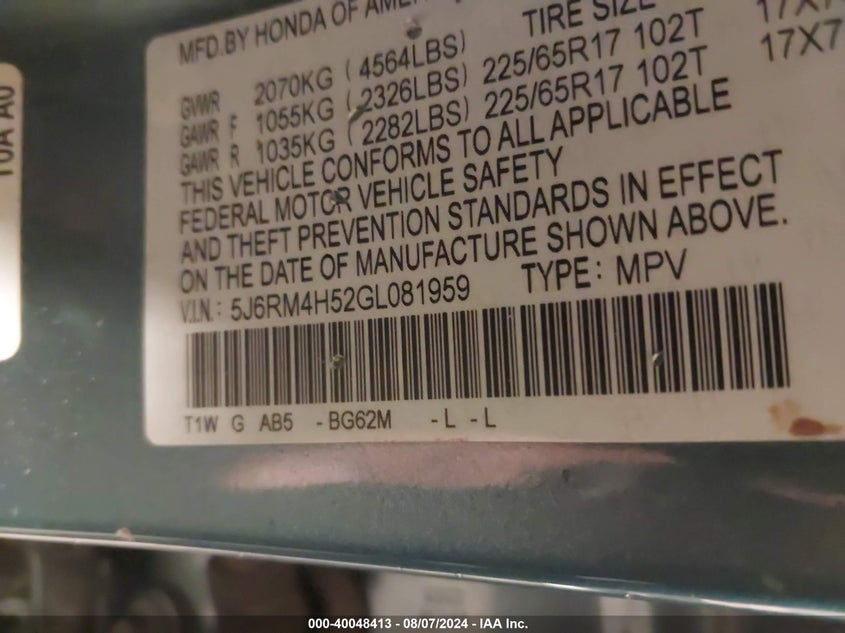 MFD.BY HONDA OF
TIRE SIZE
GVWR 2070KG (4564LBS)
GAWR F 1055KG (2326LBS) 225/65R17 102T 17X7
GAWR R 1035KG (2282LBS) 225/65R17 102T 17X7
THIS VEHICLE CONFORMS TO ALL APPLICABLE
FEDERAL MOTOR VEHICLE SAFETY
AND THEFT PREVENTION STANDARDS IN EFFECT
ON THE DATE OF MANUFACTURE SHOWN ABOVE.
V.I.N.: 5J6RM4H52GL081959 TYPE: MPV
T1W G AB5 -BG62M -L -L
000-40048413 - 08/07/2024 - IAA Inc.